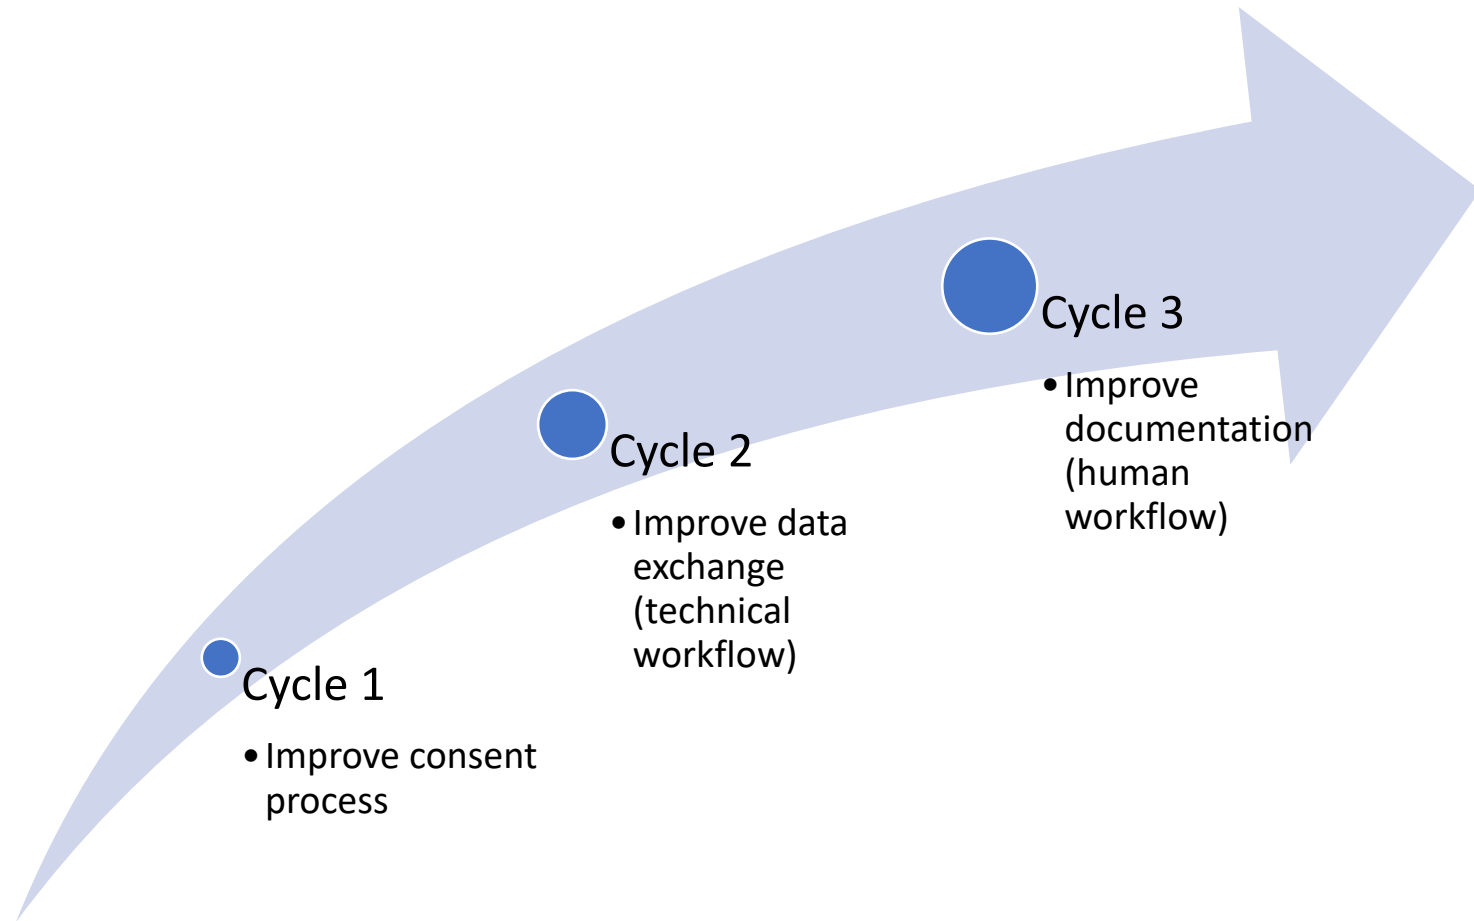 Cycle 1
• Improve consent
process
Cycle 2
• Improve data
exchange
(technical
workflow)
Cycle 3
• Improve
documentation
(human
workflow)